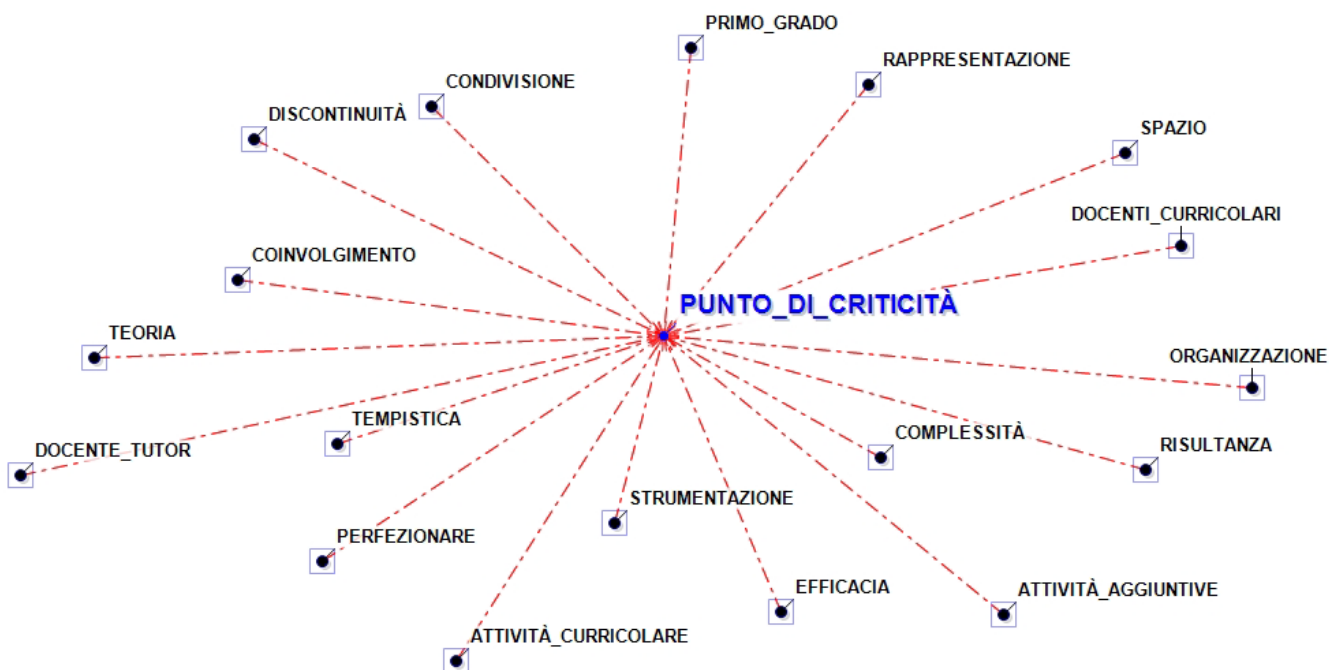 PRIMO_GRADO
RAPPRESENTAZIONE
CONDIVISIONE
DISCONTINUITÀ
SPAZIO
DOCENTI_CURRICOLARI
COINVOLGIMENTO
PUNTO_DI_CRITICITÀ
TEORIA
ORGANIZZAZIONE
TEMPISTICA
COMPLESSITÀ
DOCENTE_TUTOR
RISULTANZA
STRUMENTAZIONE
PERFEZIONARE
EFFICACIA
ATTIVITÀ_AGGIUNTIVE
ATTIVITÀ_CURRICOLARE